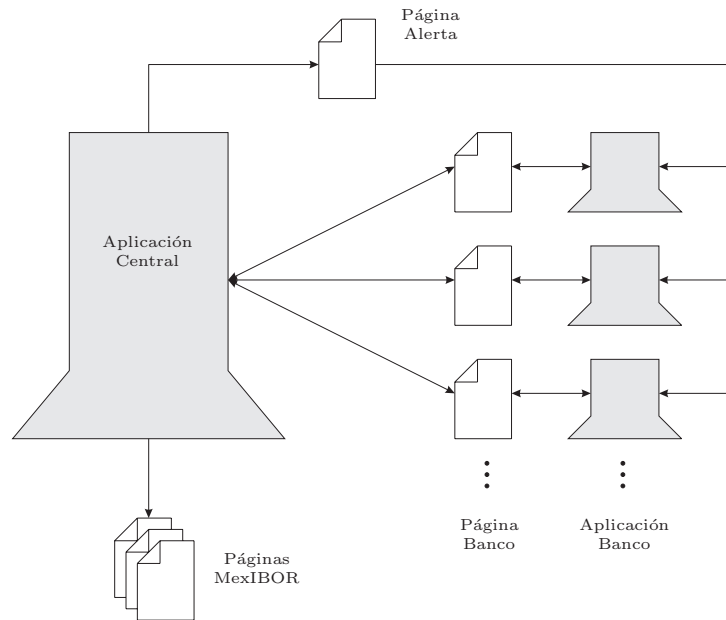 Página
Alerta
Aplicación
Central
Página
Banco
Aplicación
Banco
Páginas
MexIBOR